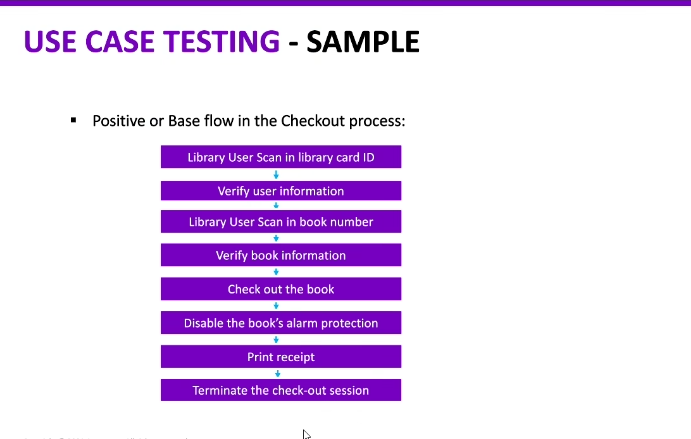 USE CASE TESTING - SAMPLE
▪ Positive or Base flow in the Checkout process:
Library User Scan in library card ID
Verify user information
Library User Scan in book number
Verify book information
Check out the book
Disable the book's alarm protection
Print receipt
Terminate the check-out session